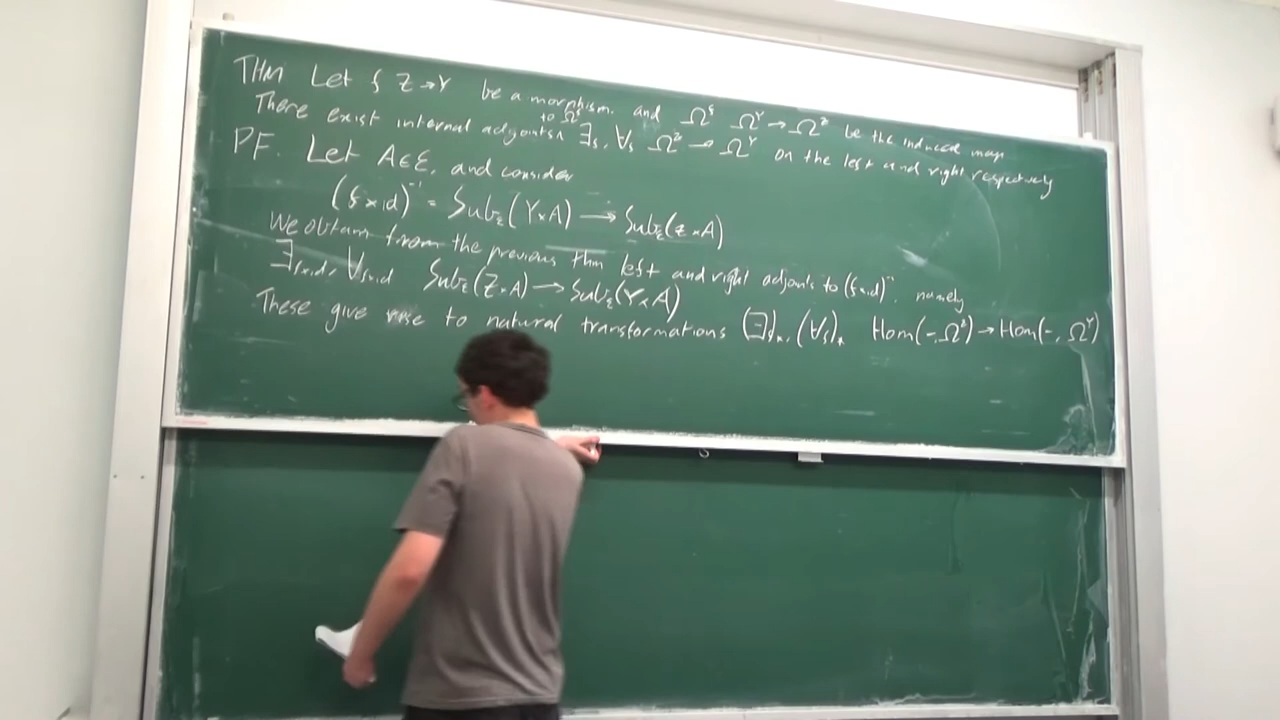 THM Let f Z→Y be a morphism. and Ω^f Ω^Y → Ω^Z be the induced map
There exist internal adjoints to Ω^f ∃_f, ∀_f Ω^Z → Ω^Y on the left and right respectively
PF. Let A∈ℰ, and consider
(f×id)^{-1} = Sub_ℰ(Y×A) → Sub_ℰ(Z×A)
We obtain from the previous thm left and right adjoints to (f×id)^{-1}, namely
∃_{f×id}, ∀_{f×id} Sub_ℰ(Z×A) → Sub_ℰ(Y×A)
These give rise to natural transformations (∃_f)_*, (∀_f)_* Hom(-,Ω^Z) → Hom(-,Ω^Y)